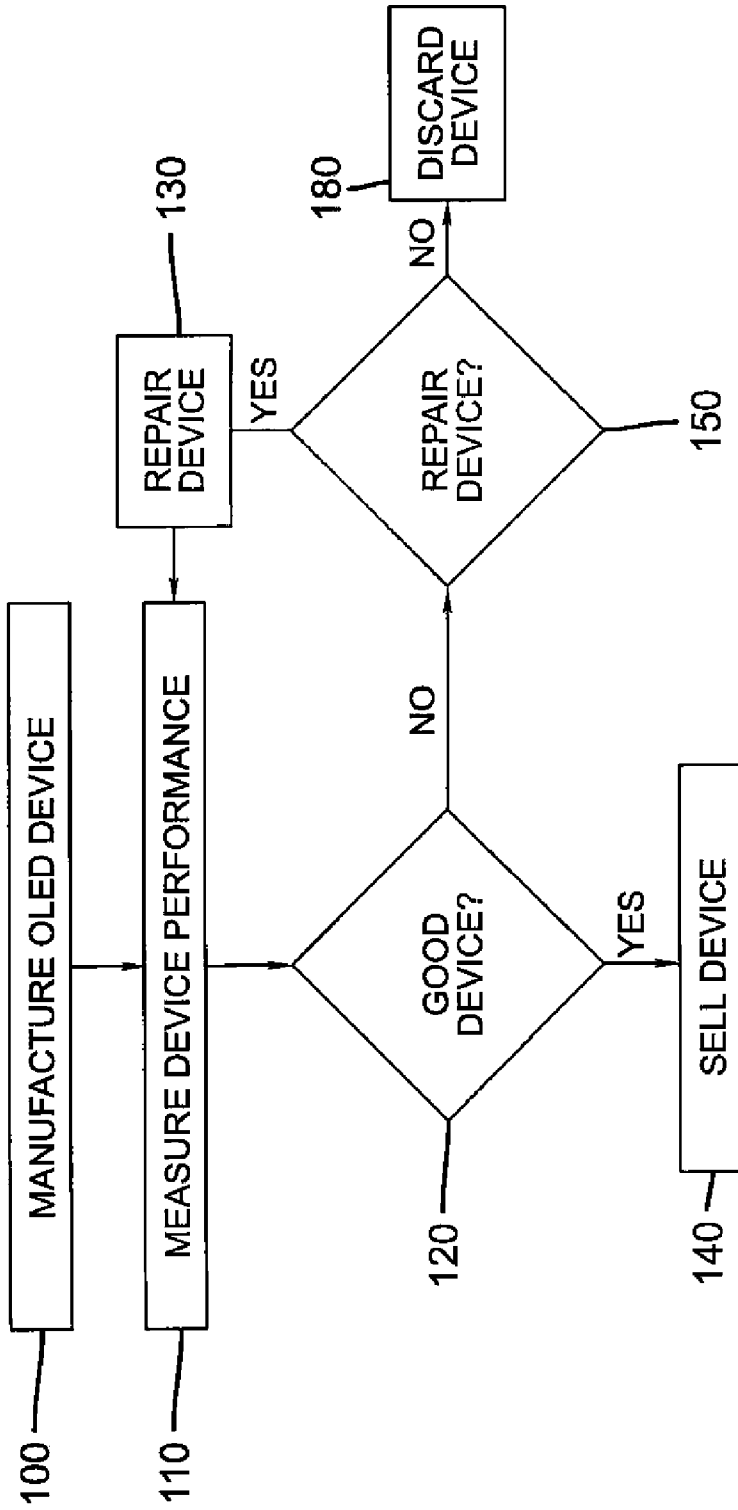 100
MANUFACTURE OLED DEVICE
110
MEASURE DEVICE PERFORMANCE
REPAIR
DEVICE
130
YES
120
GOOD
DEVICE?
NO
REPAIR
DEVICE?
150
NO
180
DISCARD
DEVICE
YES
140
SELL DEVICE